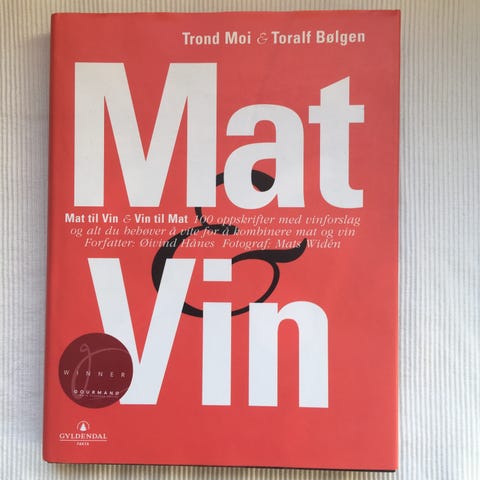 Trond Moi & Toralf Bølgen
Mat
&
Mat til Vin & Vin til Mat 100 oppskrifter med vinforslag
og alt du behøver å vite for å kombinere mat og vin
Forfatter: Øivind Hånes Fotograf: Mats Widén
Vin
WINNER
GOURMAND
GYLDENDAL
FAKTA